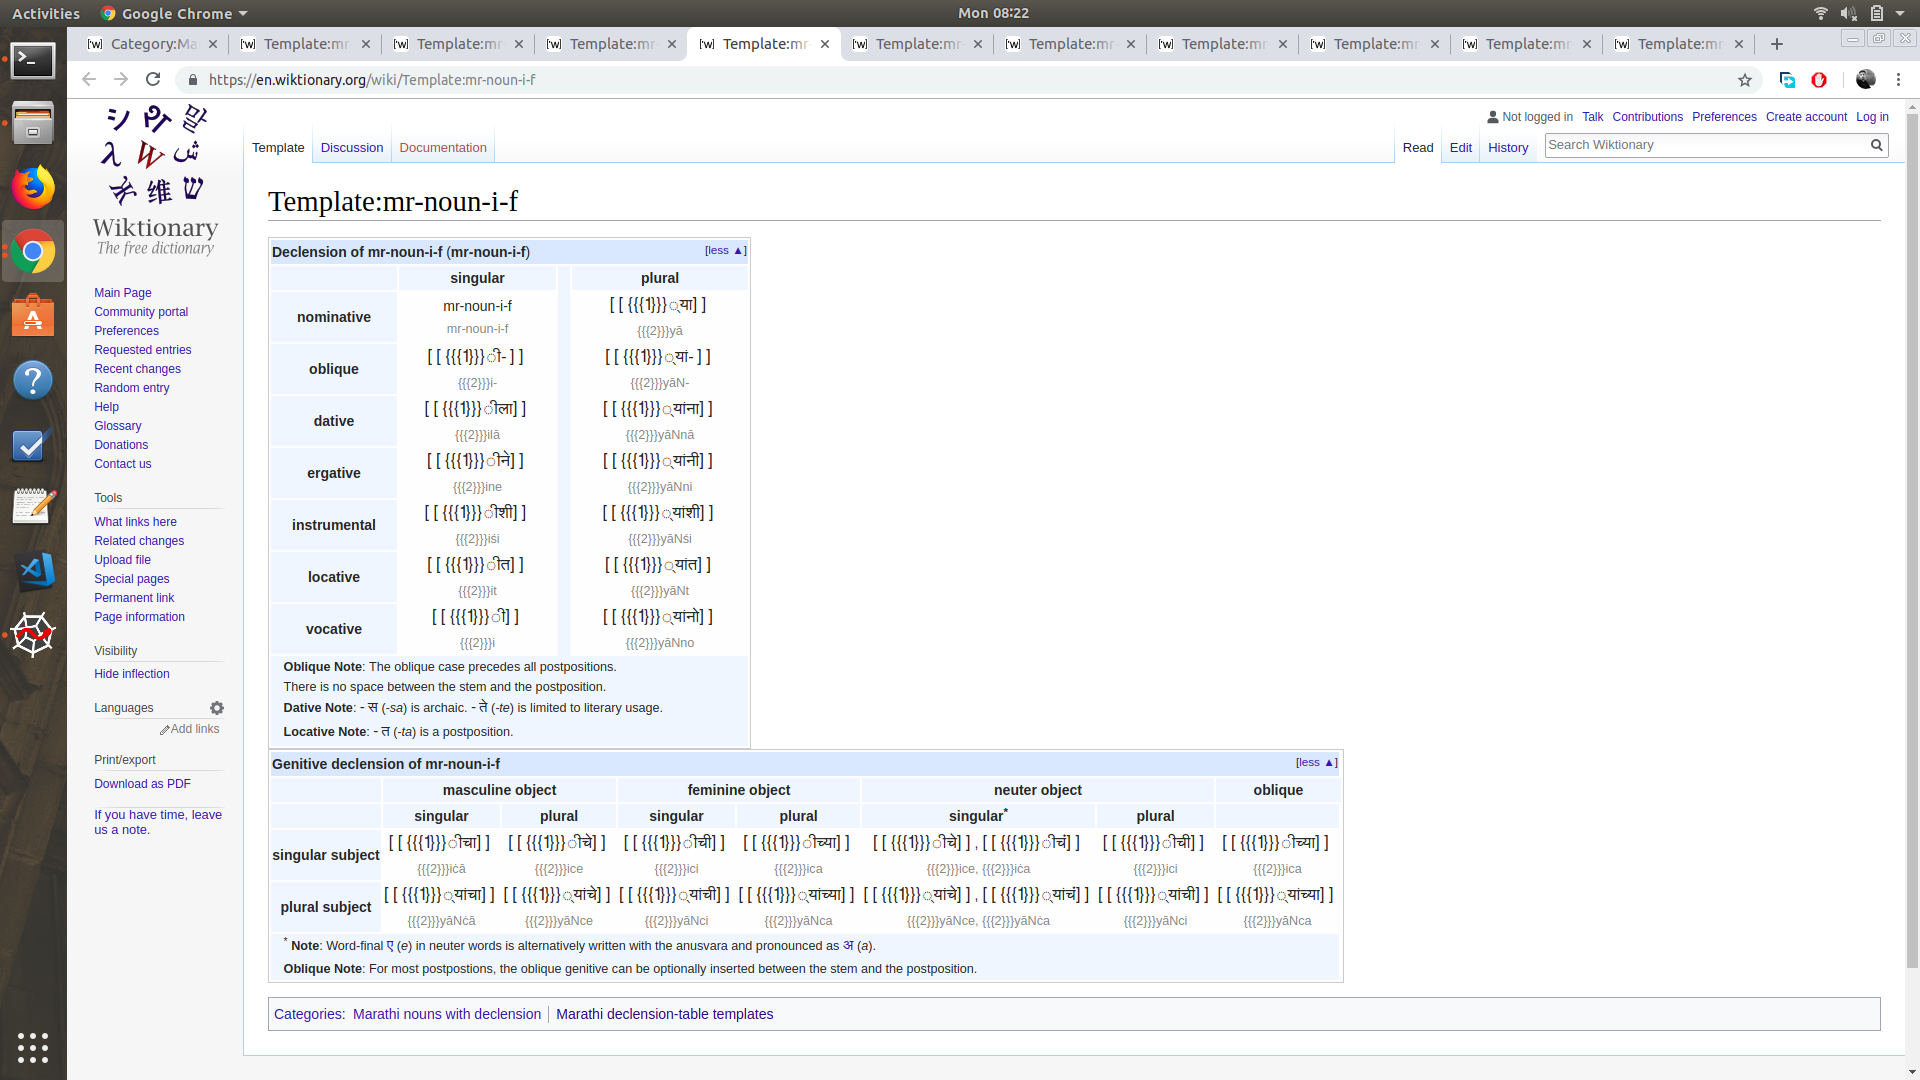 Activities Google Chrome Mon 08:22
Category:Ma Template:mr Template:mr Template:mr Template:mr Template:mr Template:mr Template:mr Template:mr Template:mr Template:mr
https://en.wiktionary.org/wiki/Template:mr-noun-i-f
Not logged in Talk Contributions Preferences Create account Log in
Template Discussion Documentation Read Edit History Search Wiktionary
Wiktionary
The free dictionary
Main Page
Community portal
Preferences
Requested entries
Recent changes
Random entry
Help
Glossary
Donations
Contact us
Tools
What links here
Related changes
Upload file
Special pages
Permanent link
Page information
Visibility
Hide inflection
Languages
Add links
Print/export
Download as PDF
If you have time, leave
us a note.
Template:mr-noun-i-f
Declension of mr-noun-i-f (mr-noun-i-f) [less ▲]
singular plural
nominative mr-noun-i-f [ [ {{{1}}}्या] ]
mr-noun-i-f {{{2}}}yā
oblique [ [ {{{1}}}ी- ] ] [ [ {{{1}}}्यां- ] ]
{{{2}}}i- {{{2}}}yāN-
dative [ [ {{{1}}}ीला] ] [ [ {{{1}}}्यांना] ]
{{{2}}}ilā {{{2}}}yāNnā
ergative [ [ {{{1}}}ीने] ] [ [ {{{1}}}्यांनी] ]
{{{2}}}ine {{{2}}}yāNni
instrumental [ [ {{{1}}}ीशी] ] [ [ {{{1}}}्यांशी] ]
{{{2}}}iśi {{{2}}}yāNśi
locative [ [ {{{1}}}ीत] ] [ [ {{{1}}}्यांत] ]
{{{2}}}it {{{2}}}yāNt
vocative [ [ {{{1}}}ी] ] [ [ {{{1}}}्यांनो] ]
{{{2}}}i {{{2}}}yāNno
Oblique Note: The oblique case precedes all postpositions.
There is no space between the stem and the postposition.
Dative Note: - स (-sa) is archaic. - ते (-te) is limited to literary usage.
Locative Note: - त (-ta) is a postposition.
Genitive declension of mr-noun-i-f [less ▲]
masculine object feminine object neuter object oblique
singular plural singular plural singular* plural
singular subject [ [ {{{1}}}ीचा] ] [ [ {{{1}}}ीचे] ] [ [ {{{1}}}ीची] ] [ [ {{{1}}}ीच्या] ] [ [ {{{1}}}ीचे] ] , [ [ {{{1}}}ीचं] ] [ [ {{{1}}}ीची] ] [ [ {{{1}}}ीच्या] ]
{{{2}}}iċā {{{2}}}ice {{{2}}}ici {{{2}}}ica {{{2}}}ice, {{{2}}}iċa {{{2}}}ici {{{2}}}ica
plural subject [ [ {{{1}}}्यांचा] ] [ [ {{{1}}}्यांचे] ] [ [ {{{1}}}्यांची] ] [ [ {{{1}}}्यांच्या] ] [ [ {{{1}}}्यांचे] ] , [ [ {{{1}}}्यांचं] ] [ [ {{{1}}}्यांची] ] [ [ {{{1}}}्यांच्या] ]
{{{2}}}yāNċā {{{2}}}yāNce {{{2}}}yāNci {{{2}}}yāNca {{{2}}}yāNce, {{{2}}}yāNċa {{{2}}}yāNci {{{2}}}yāNca
* Note: Word-final ए (e) in neuter words is alternatively written with the anusvara and pronounced as अ (a).
Oblique Note: For most postpostions, the oblique genitive can be optionally inserted between the stem and the postposition.
Categories: Marathi nouns with declension Marathi declension-table templates